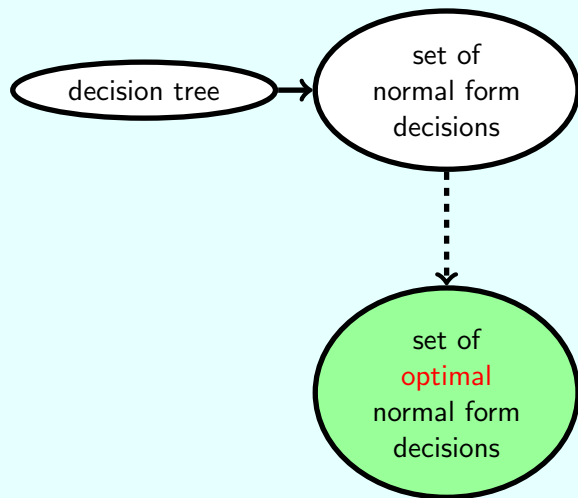 decision tree
set of
normal form
decisions
set of
optimal
normal form
decisions